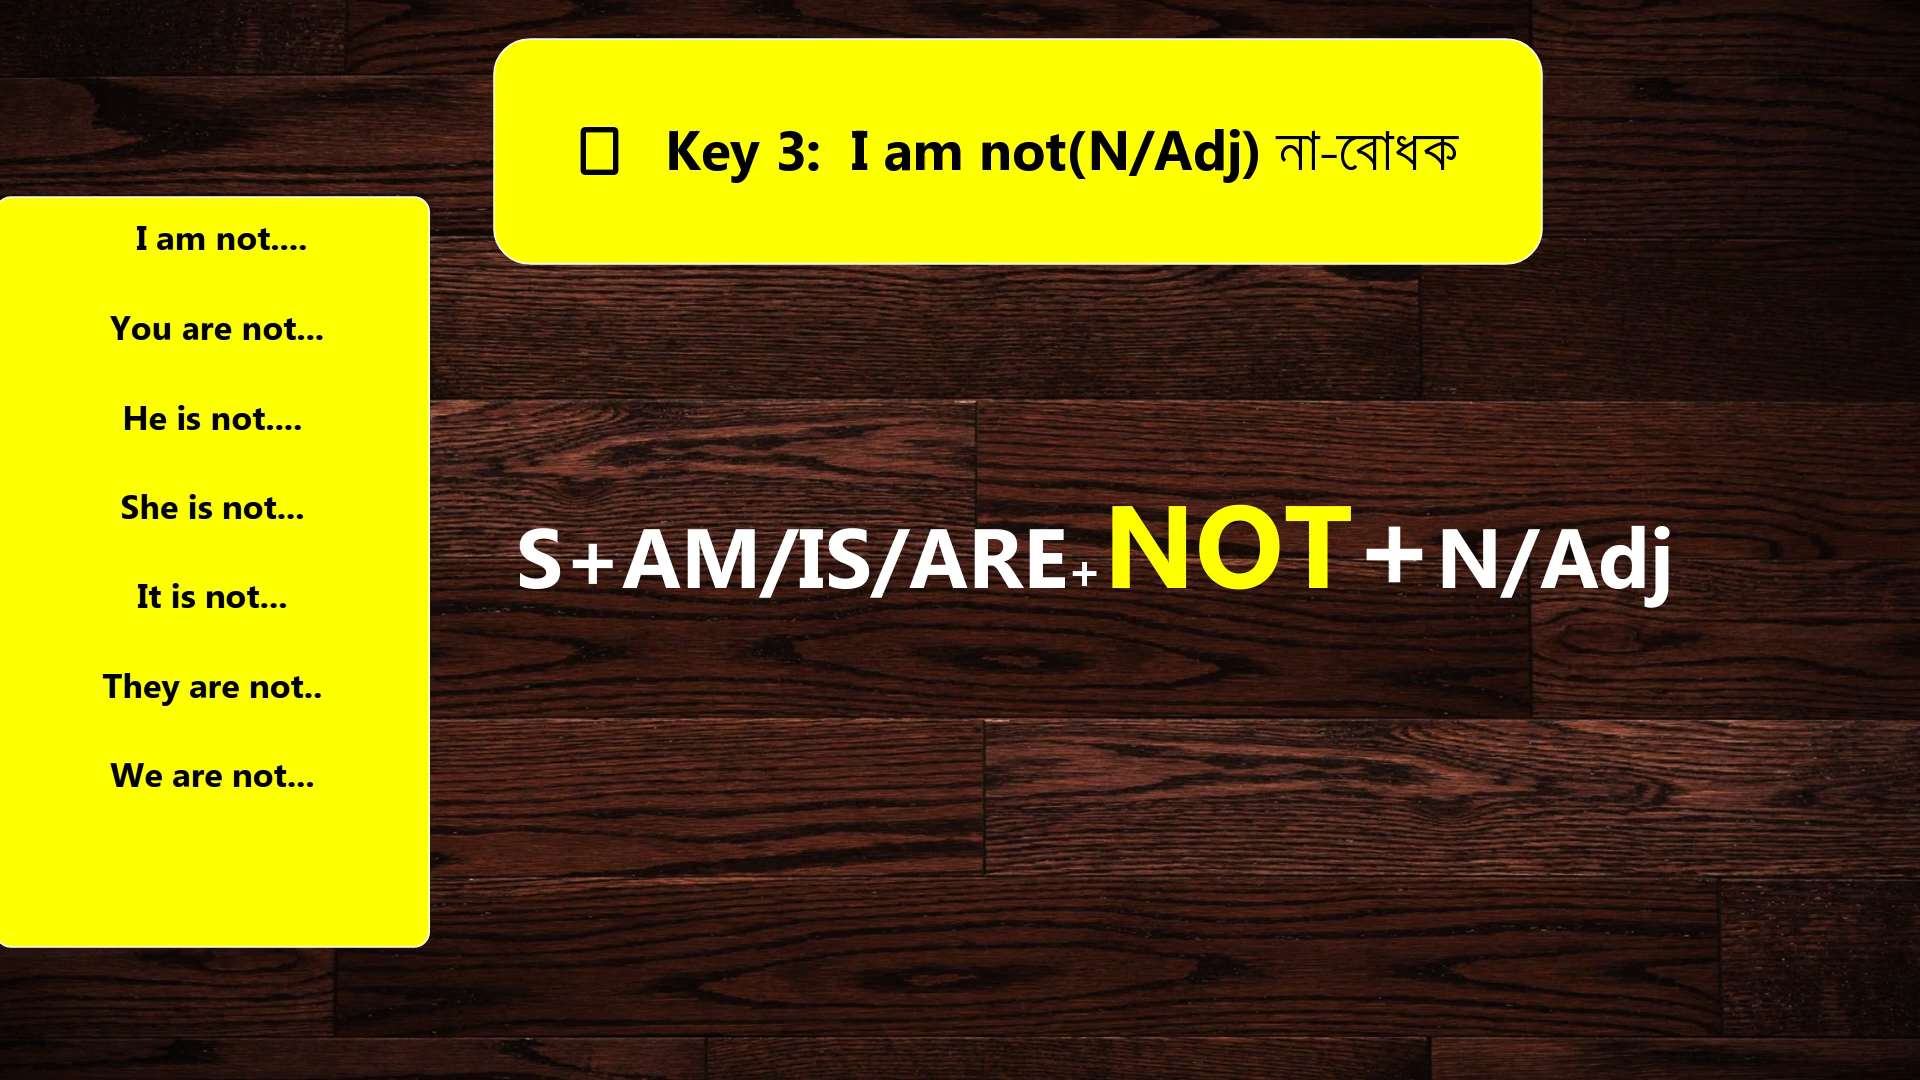 Key 3: I am not(N/Adj) না-বোধক
I am not....
You are not...
He is not....
She is not...
It is not...
They are not..
We are not...
S+AM/IS/ARE+NOT+N/Adj